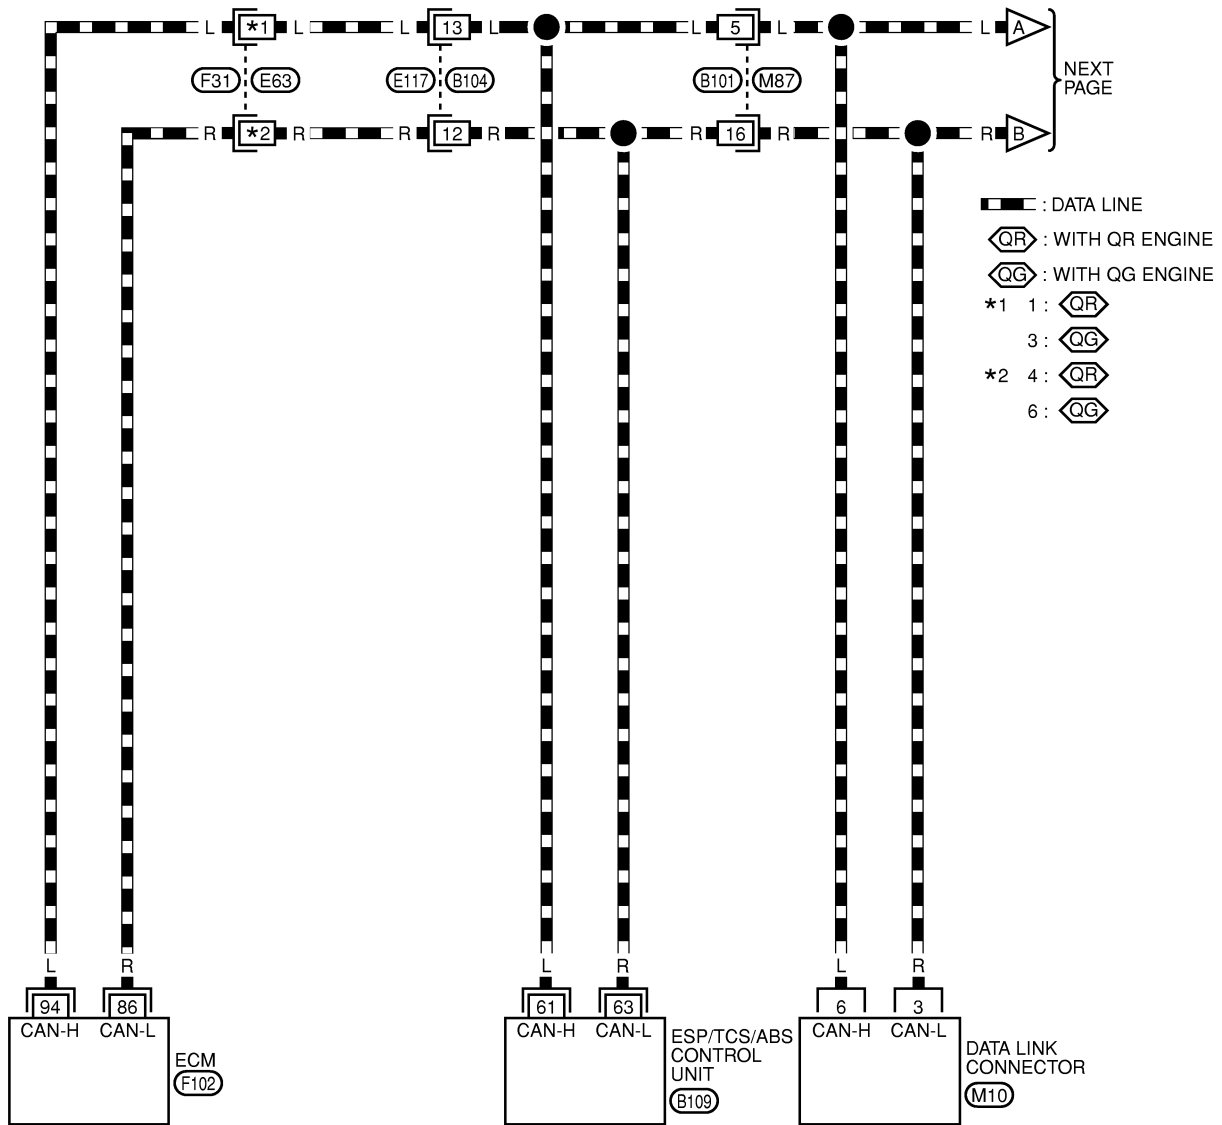 L *1 L L 13 L L 5 L L A
F31 E63 E117 B104 B101 M87
NEXT
PAGE
R *2 R R 12 R R 16 R R B
: DATA LINE
QR : WITH QR ENGINE
QG : WITH QG ENGINE
*1 1 : QR
3 : QG
*2 4 : QR
6 : QG
L R L R L R
94 86 61 63 6 3
CAN-H CAN-L CAN-H CAN-L CAN-H CAN-L
ECM
F102
ESP/TCS/ABS
CONTROL
UNIT
B109
DATA LINK
CONNECTOR
M10